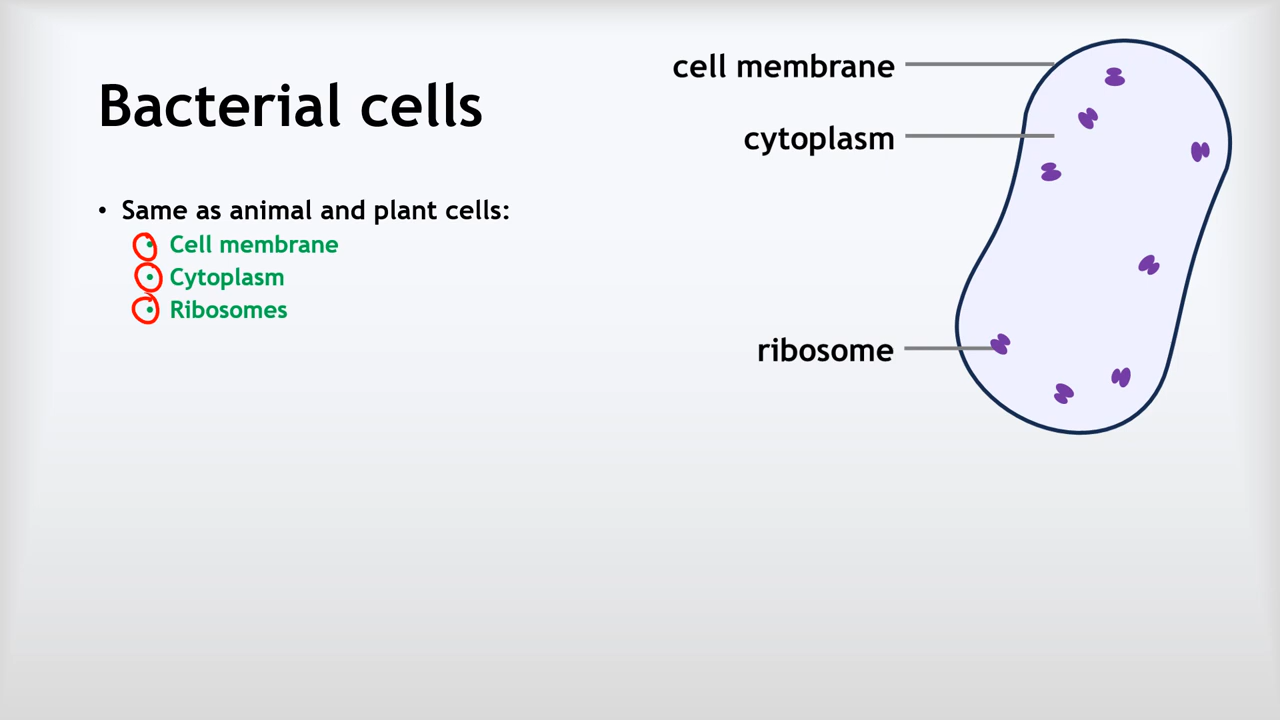 Bacterial cells
• Same as animal and plant cells:
• Cell membrane
• Cytoplasm
• Ribosomes
cell membrane
cytoplasm
ribosome